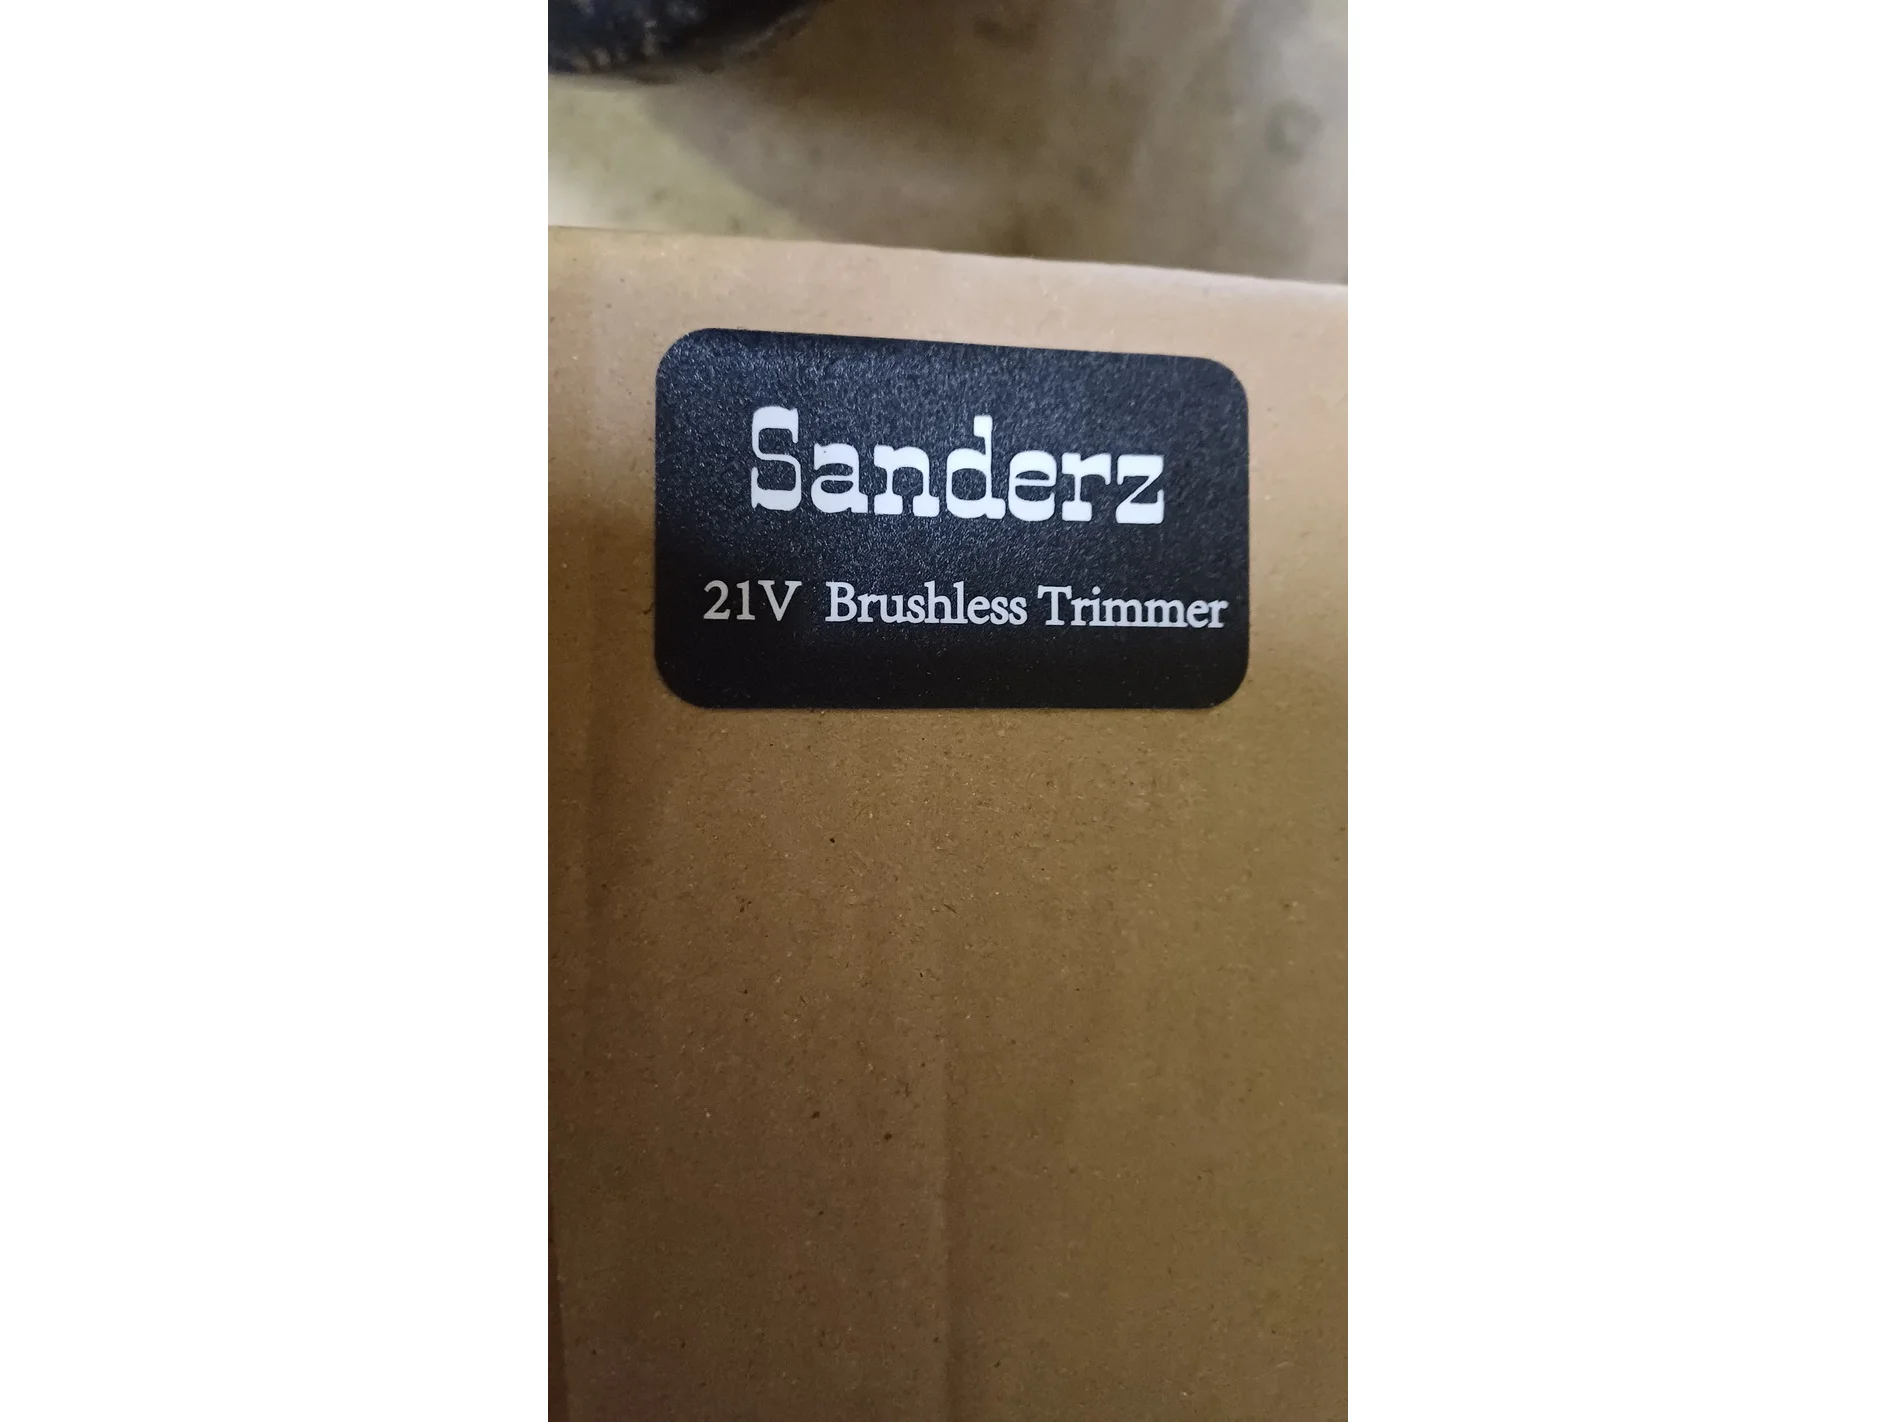 Sanderz
21V Brushless Trimmer